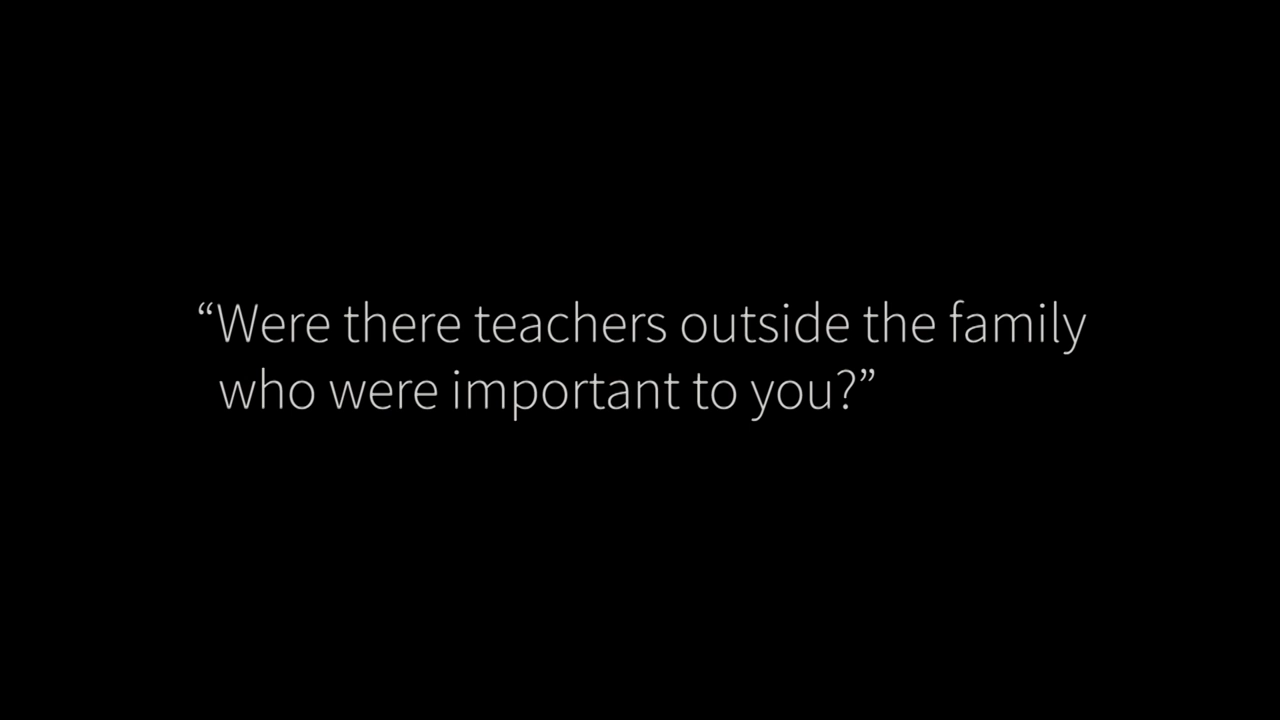 “Were there teachers outside the family
who were important to you?”